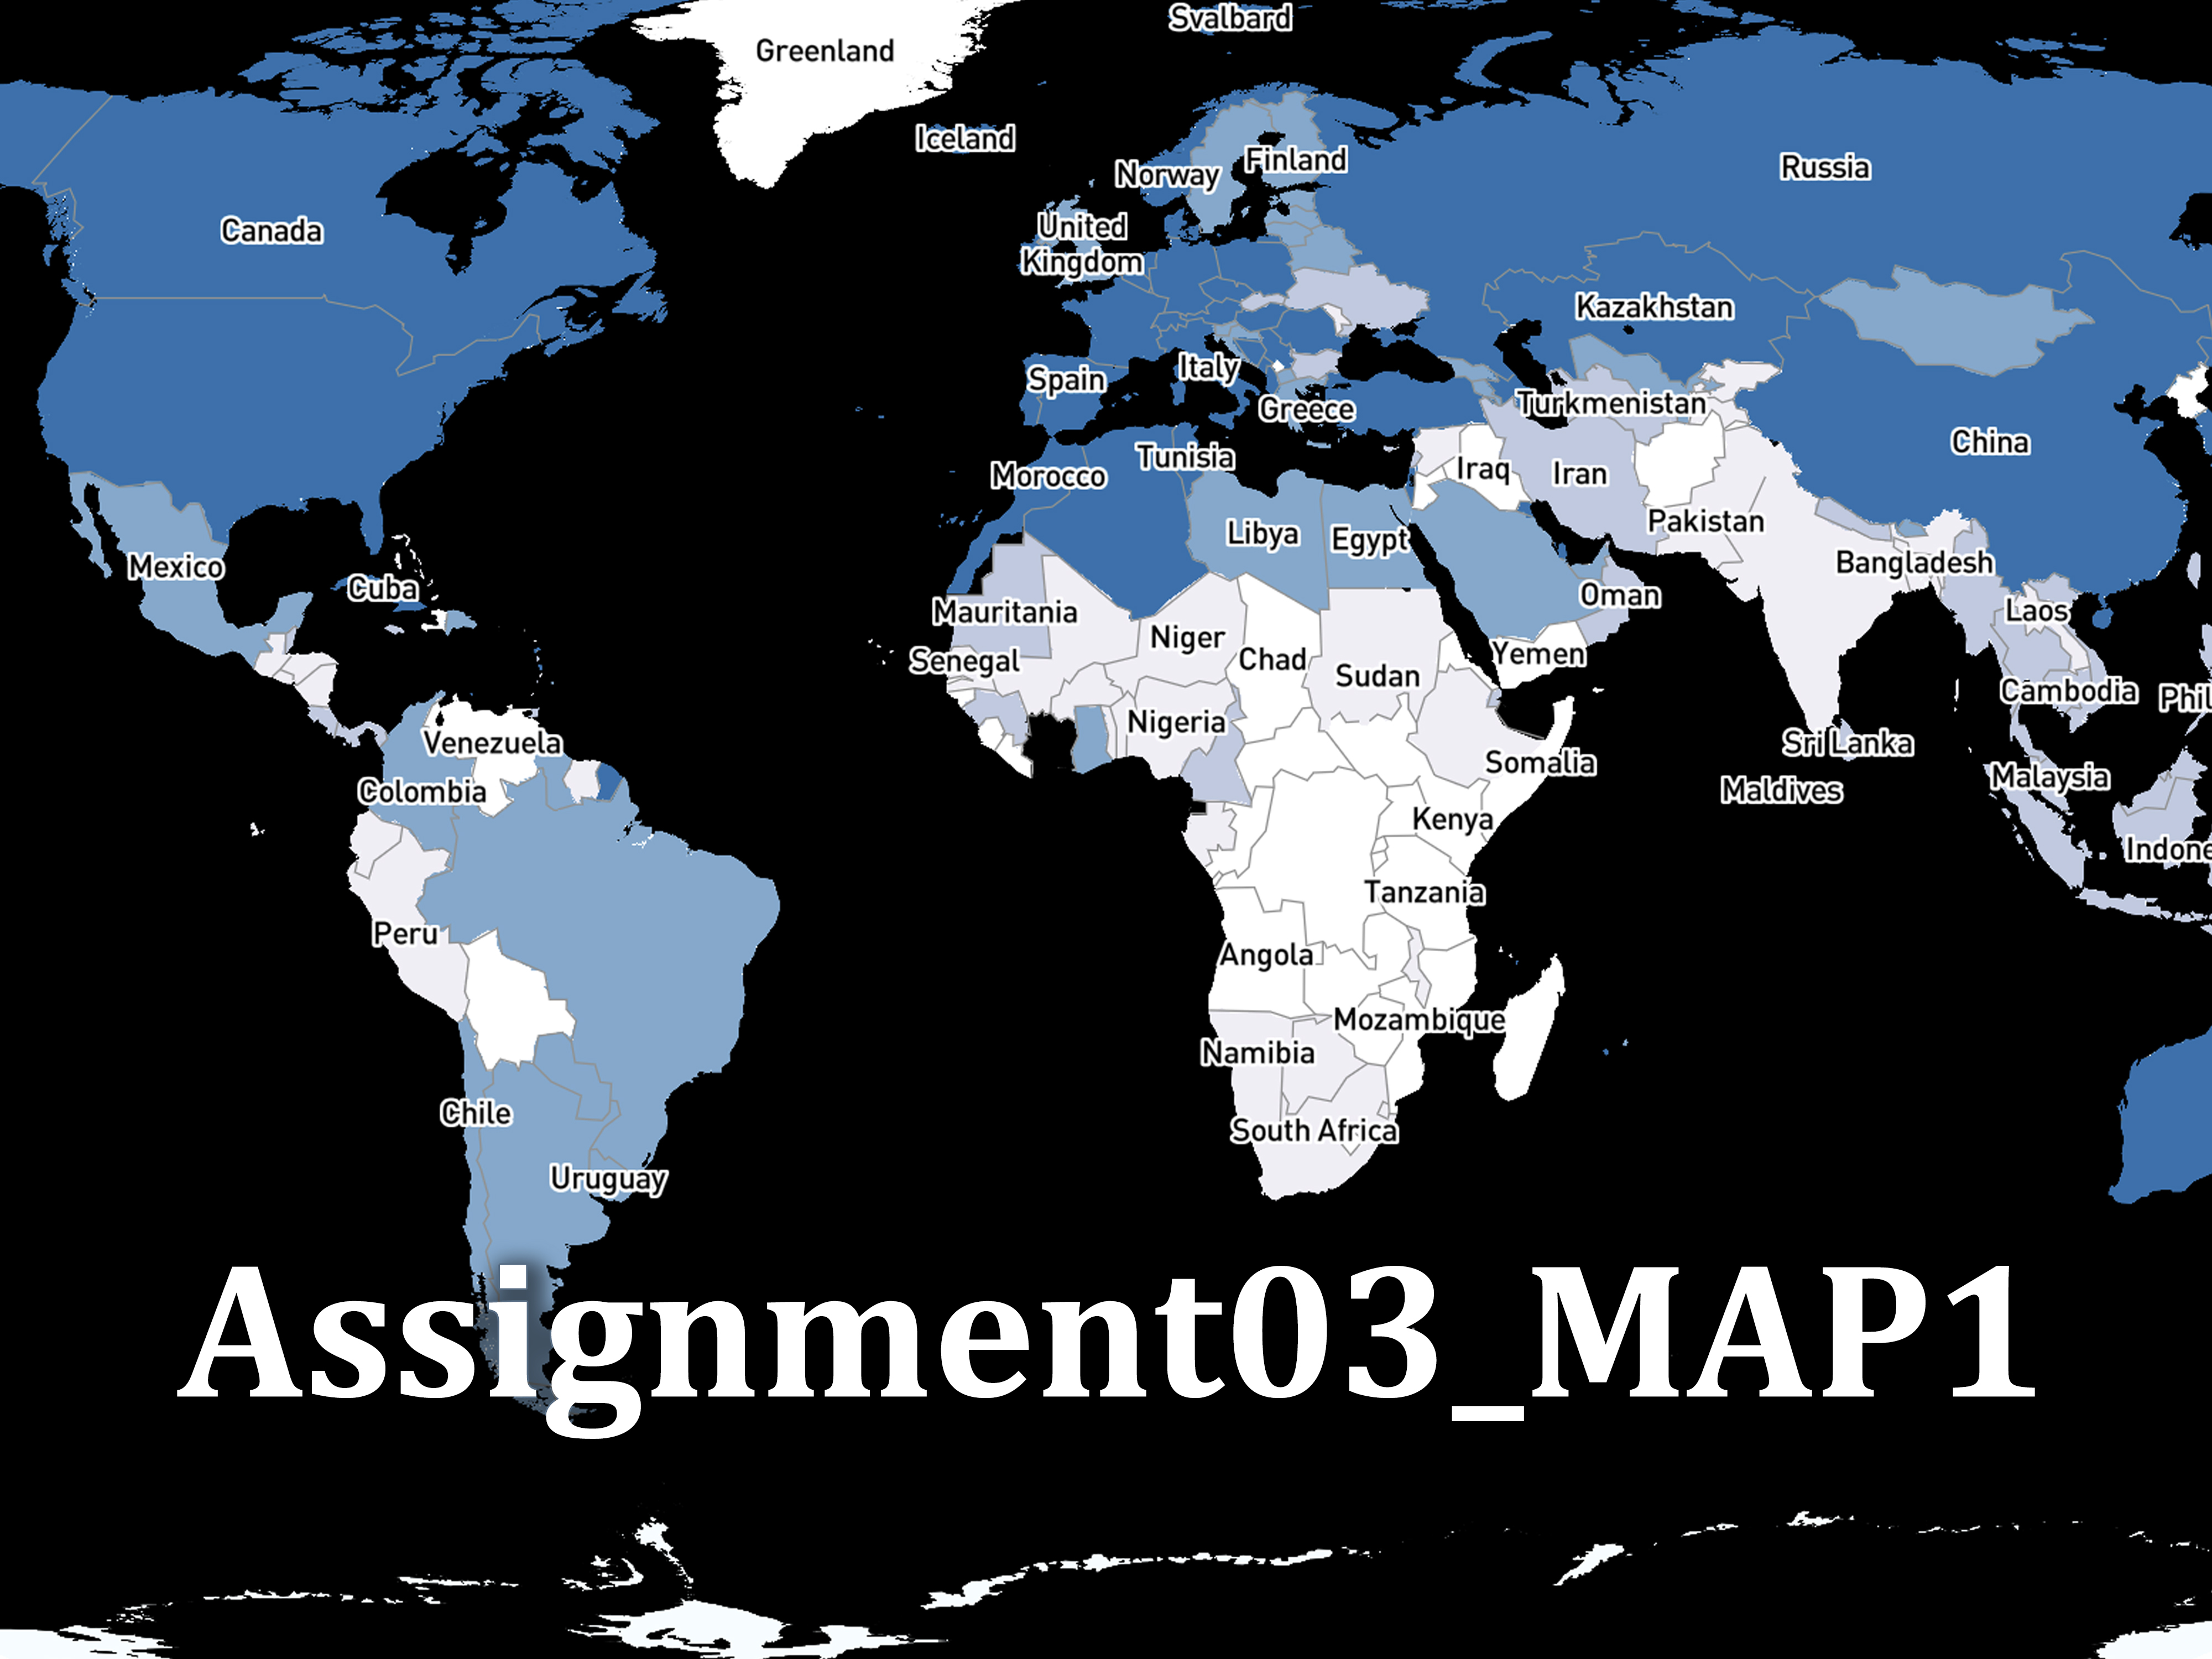 Svalbard
Greenland
Iceland
Finland
Norway
Russia
Canada
United
Kingdom
Kazakhstan
Italy
Spain
Greece
Turkmenistan
China
Tunisia
Morocco
Iraq
Iran
Pakistan
Libya
Egypt
Mexico
Bangladesh
Cuba
Oman
Mauritania
Laos
Niger
Senegal
Chad
Yemen
Sudan
Cambodia
Phil
Nigeria
Venezuela
Sri Lanka
Somalia
Malaysia
Colombia
Maldives
Kenya
Indone
Tanzania
Peru
Angola
Mozambique
Namibia
Chile
South Africa
Uruguay
Assignment03_MAP1